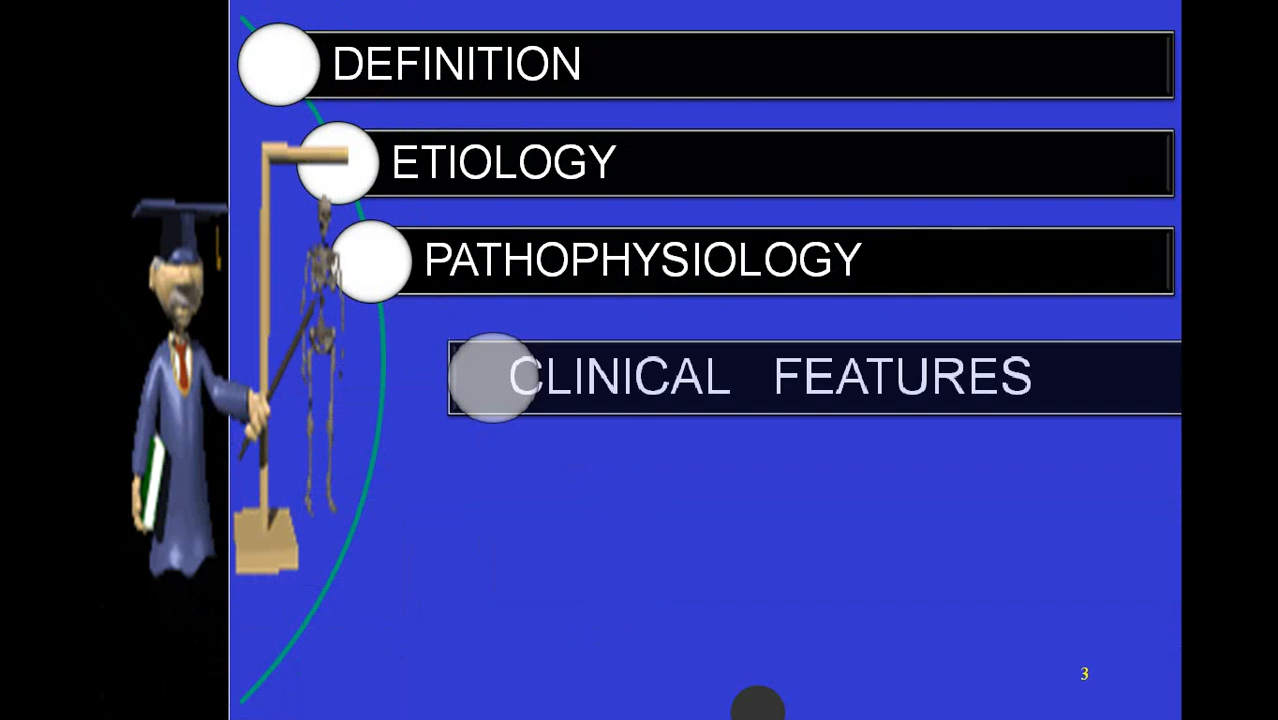 DEFINITION
ETIOLOGY
PATHOPHYSIOLOGY
CLINICAL FEATURES
3